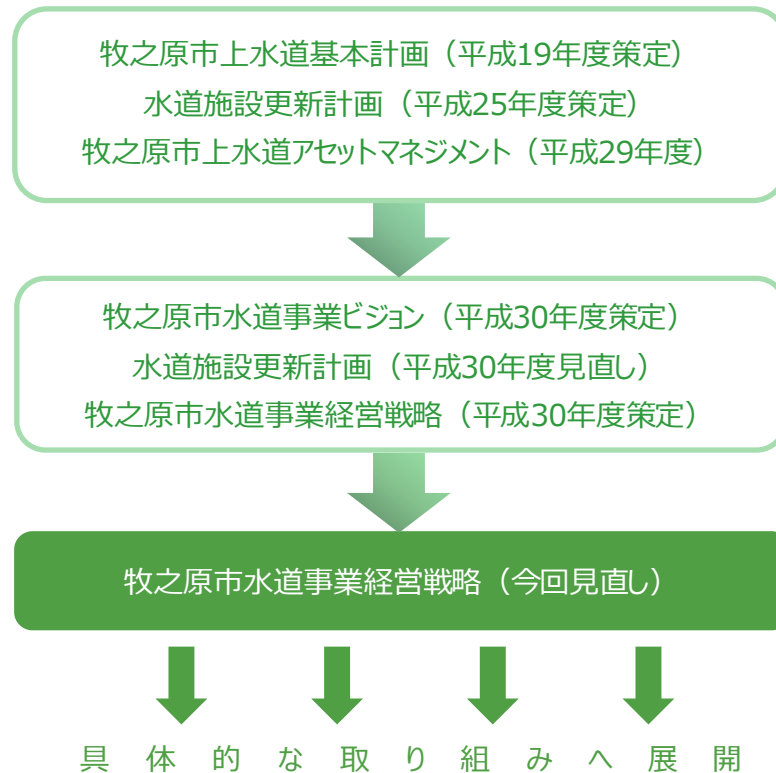 牧之原市上水道基本計画（平成19年度策定）
水道施設更新計画（平成25年度策定）
牧之原市上水道アセットマネジメント（平成29年度）
牧之原市水道事業ビジョン（平成30年度策定）
水道施設更新計画（平成30年度見直し）
牧之原市水道事業経営戦略（平成30年度策定）
牧之原市水道事業経営戦略（今回見直し）
具体的な取り組みへ展開